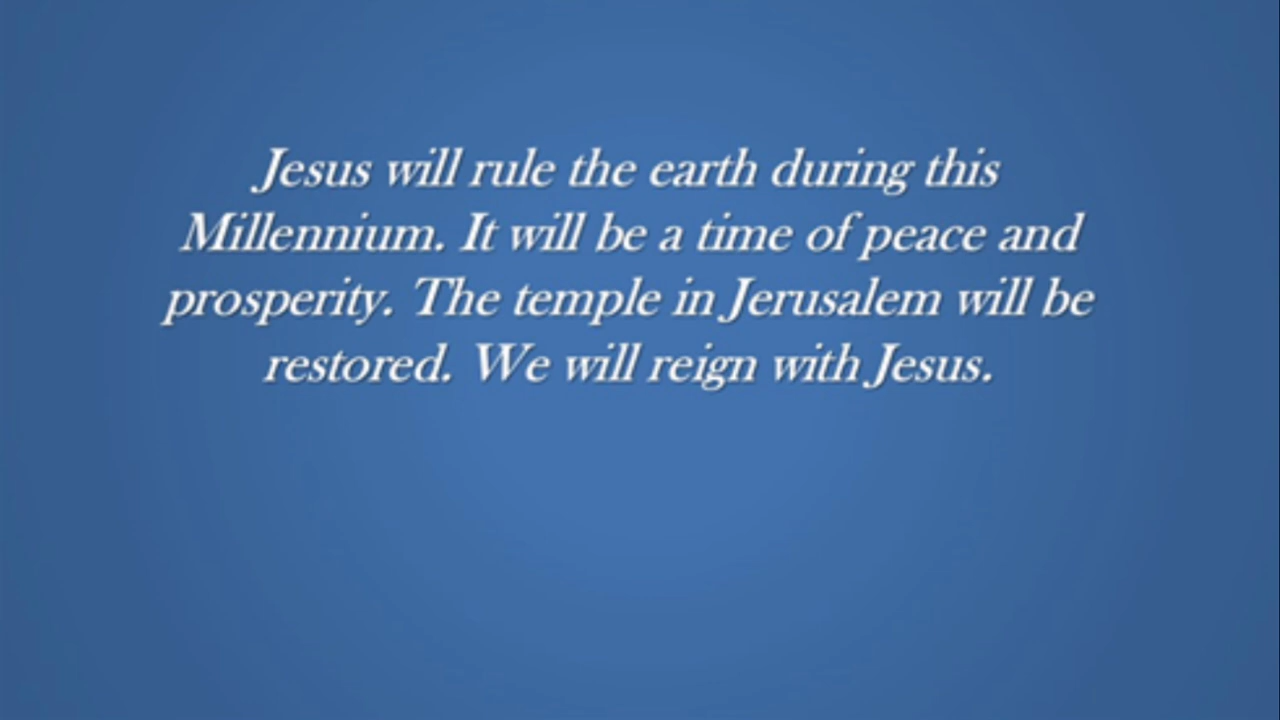 Jesus will rule the earth during this
Millennium. It will be a time of peace and
prosperity. The temple in Jerusalem will be
restored. We will reign with Jesus.